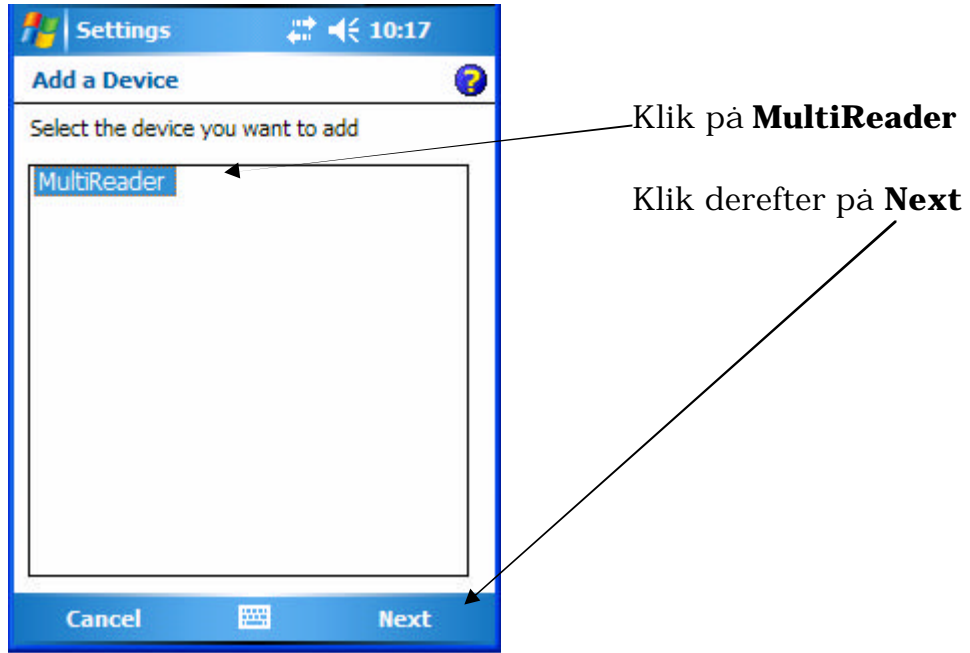 Settings 10:17
Add a Device
Select the device you want to add
MultiReader
Cancel Next
Klik på MultiReader
Klik derefter på Next